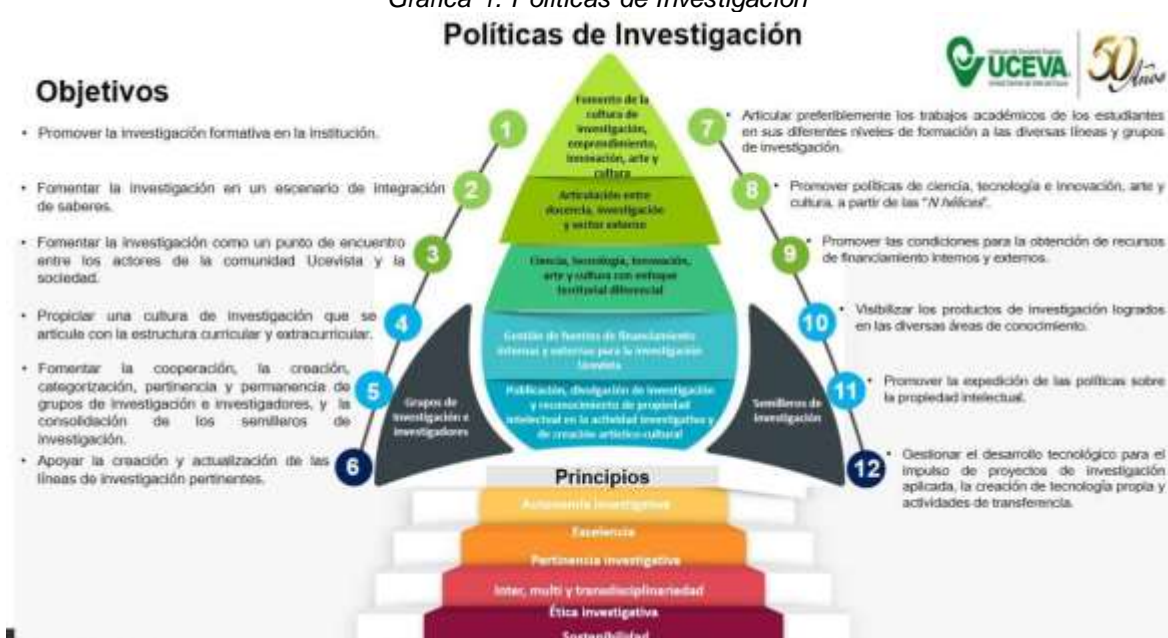 Gráfica 1. Políticas de Investigación
Políticas de Investigación
UCEVA
50 Años
Objetivos
• Promover la investigación formativa en la institución.
• Fomentar la investigación en un escenario de integración
de saberes.
• Fomentar la investigación como un punto de encuentro
entre los actores de la comunidad Ucevista y la
sociedad.
• Propiciar una cultura de investigación que se
articule con la estructura curricular y extracurricular.
• Fomentar la cooperación, la creación,
categorización, pertinencia y permanencia de
grupos de investigación e investigadores, y la
consolidación de los semilleros de
investigación.
• Apoyar la creación y actualización de las
líneas de investigación pertinentes.
1
2
3
4
5
6
Fomento de la
cultura de
investigación,
emprendimiento,
innovación, arte y
cultura
Articulación entre
docencia, investigación
y sector externo
Ciencia, tecnología, innovación,
arte y cultura con enfoque
territorial diferencial
Gestión de fuentes de financiamiento
internas y externas para la investigación
Publicación, divulgación de investigación
y reconocimiento de propiedad
intelectual en la actividad investigativa y
de creación artístico-cultural
Grupos de
investigación e
investigadores
Semilleros de
investigación
7
8
9
10
11
12
• Articular preferiblemente los trabajos académicos de los estudiantes
en sus diferentes niveles de formación a las diversas líneas y grupos
de investigación.
• Promover políticas de ciencia, tecnología e innovación, arte y
cultura, a partir de las "N hélices".
• Promover las condiciones para la obtención de recursos
de financiamiento internos y externos.
• Visibilizar los productos de investigación logrados
en las diversas áreas de conocimiento.
• Promover la expedición de las políticas sobre
la propiedad intelectual.
• Gestionar el desarrollo tecnológico para el
impulso de proyectos de investigación
aplicada, la creación de tecnología propia y
actividades de transferencia.
Principios
Autonomía investigativa
Excelencia
Pertinencia investigativa
Inter, multi y transdisciplinariedad
Ética investigativa
Sostenibilidad